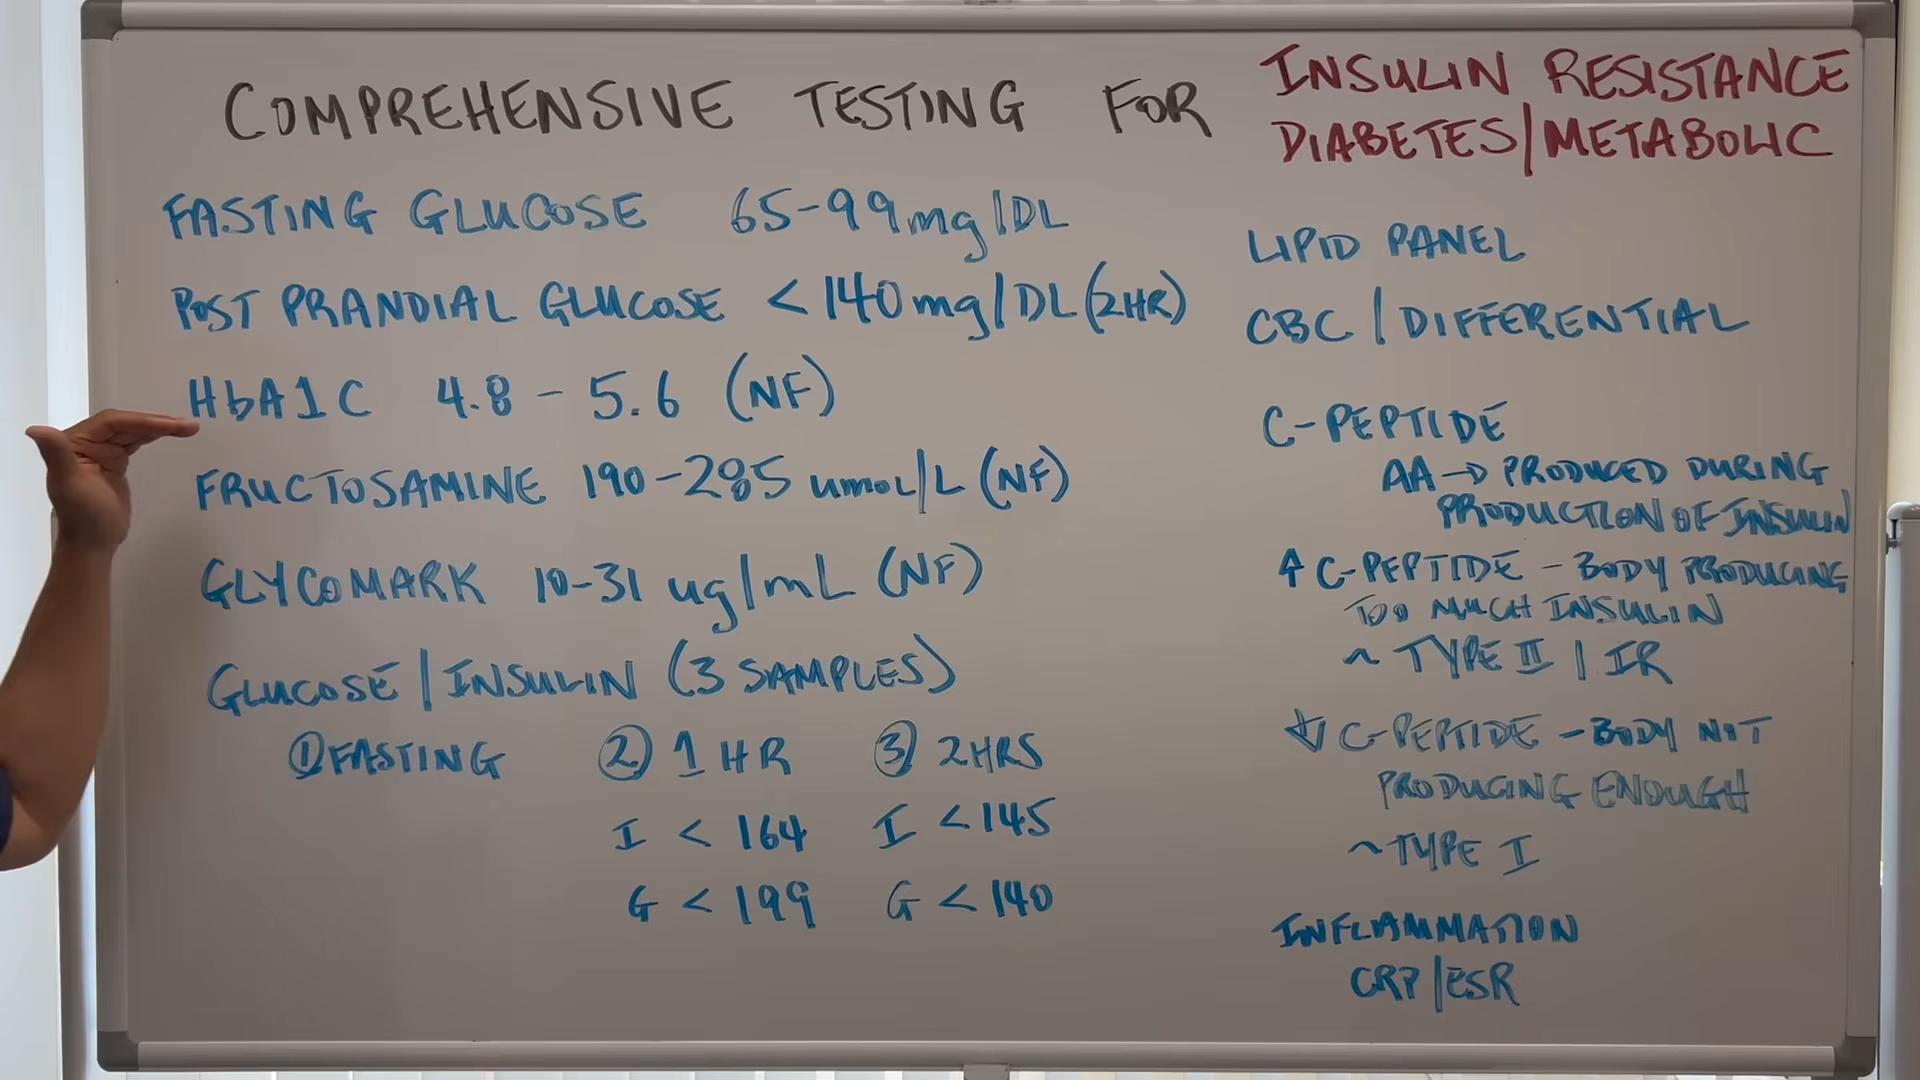 COMPREHENSIVE TESTING FOR
INSULIN RESISTANCE
DIABETES/METABOLIC
FASTING GLUCOSE 65-99mg/DL
POST PRANDIAL GLUCOSE <140mg/DL (2HR)
HbA1C 4.8 - 5.6 (NF)
FRUCTOSAMINE 190-285 umoL/L (NF)
GLYCOMARK 10-31 ug/mL (NF)
GLUCOSE/INSULIN (3 SAMPLES)
① FASTING ② 1 HR ③ 2HRS
I < 164 I < 145
G < 199 G < 140
LIPID PANEL
CBC / DIFFERENTIAL
C-PEPTIDE
AA → PRODUCED DURING
PRODUCTION OF INSULIN
↑ C-PEPTIDE - BODY PRODUCING
TOO MUCH INSULIN
~ TYPE II / IR
↓ C-PEPTIDE - BODY NOT
PRODUCING ENOUGH
~ TYPE I
INFLAMMATION
CRP/ESR